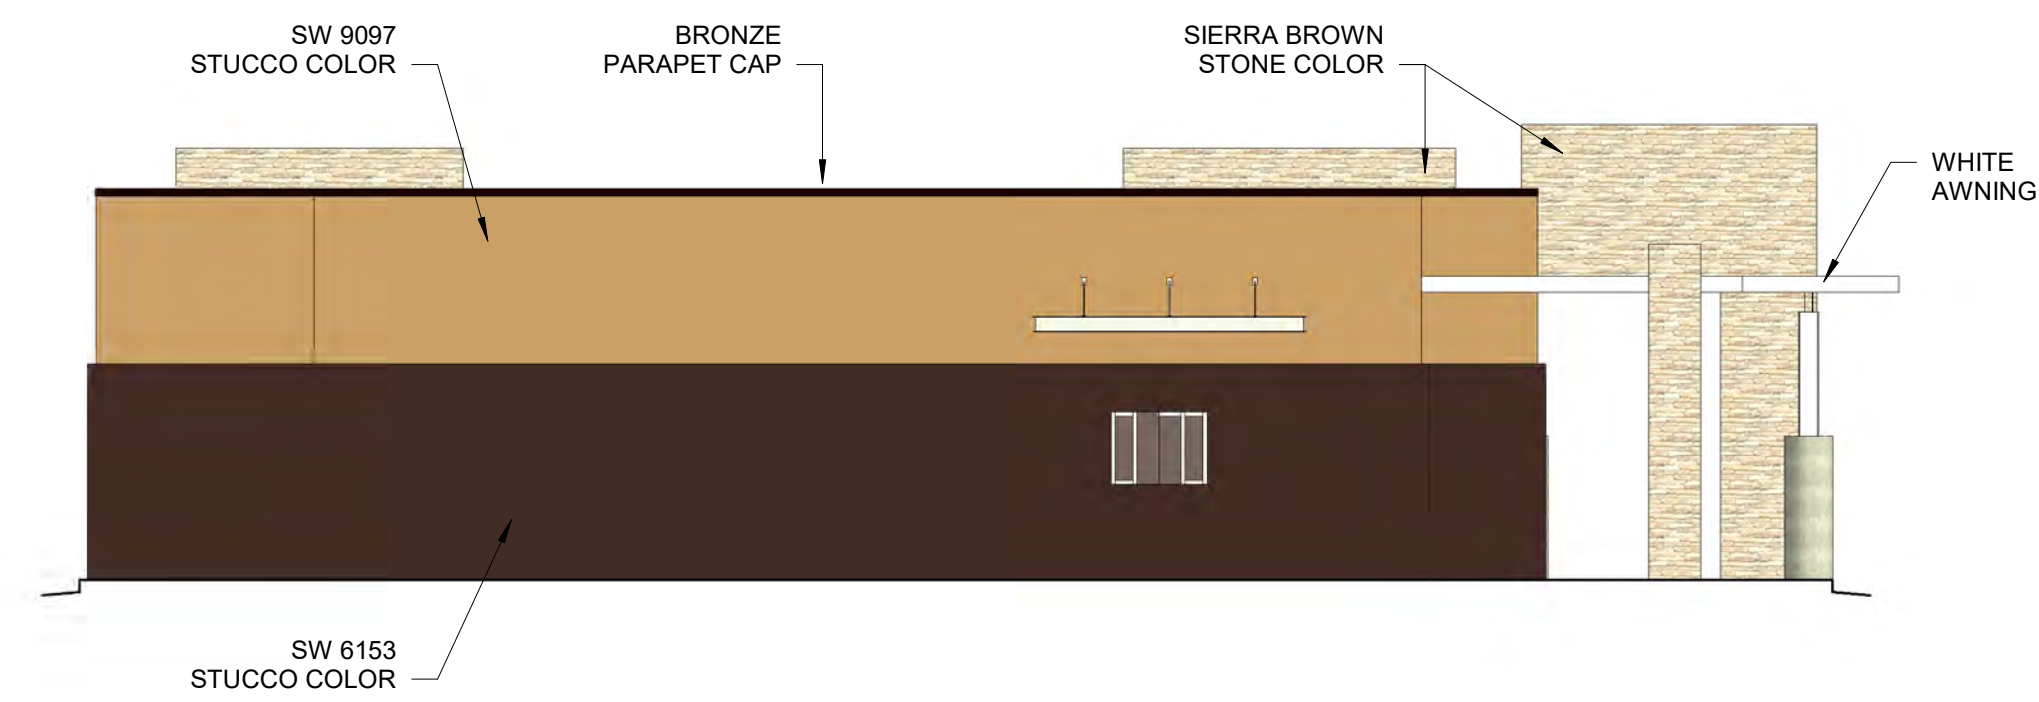 SW 9097
STUCCO COLOR
BRONZE
PARAPET CAP
SIERRA BROWN
STONE COLOR
WHITE
AWNING
SW 6153
STUCCO COLOR